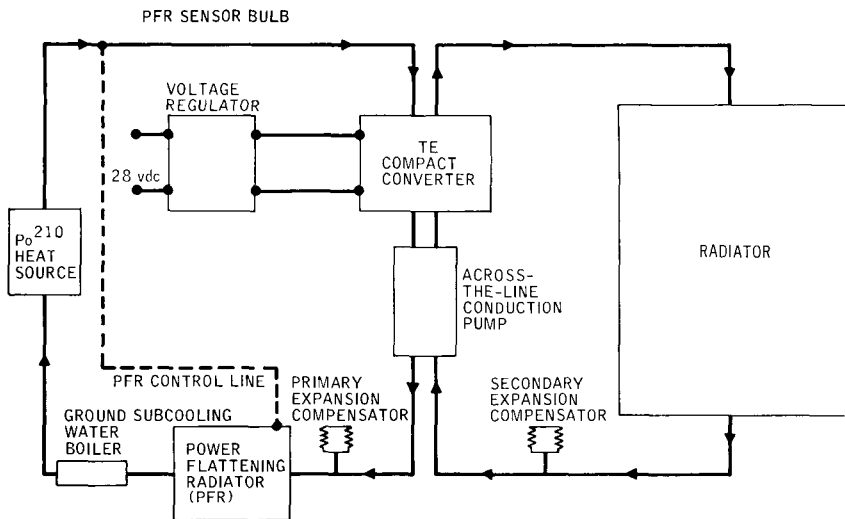 PFR SENSOR BULB
VOLTAGE
REGULATOR
28 vdc
TE
COMPACT
CONVERTER
Po210
HEAT
SOURCE
RADIATOR
ACROSS-
THE-LINE
CONDUCTION
PUMP
PFR CONTROL LINE
PRIMARY
EXPANSION
COMPENSATOR
SECONDARY
EXPANSION
COMPENSATOR
GROUND SUBCOOLING
WATER
BOILER
POWER
FLATTENING
RADIATOR
(PFR)